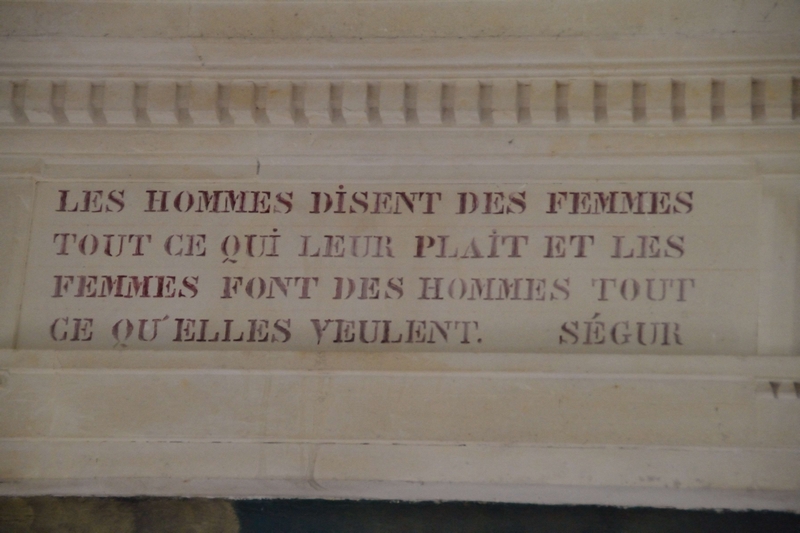 LES HOMMES DİSENT DES FEMMES
TOUT CE QUİ LEUR PLAİT ET LES
FEMMES FONT DES HOMMES TOUT
CE QU'ELLES VEULENT. SÉGUR